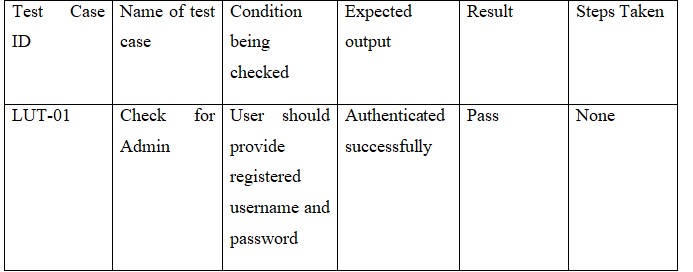 Test Case ID
Name of test case
Condition being checked
Expected output
Result
Steps Taken
LUT-01
Check for Admin
User should provide registered username and password
Authenticated successfully
Pass
None